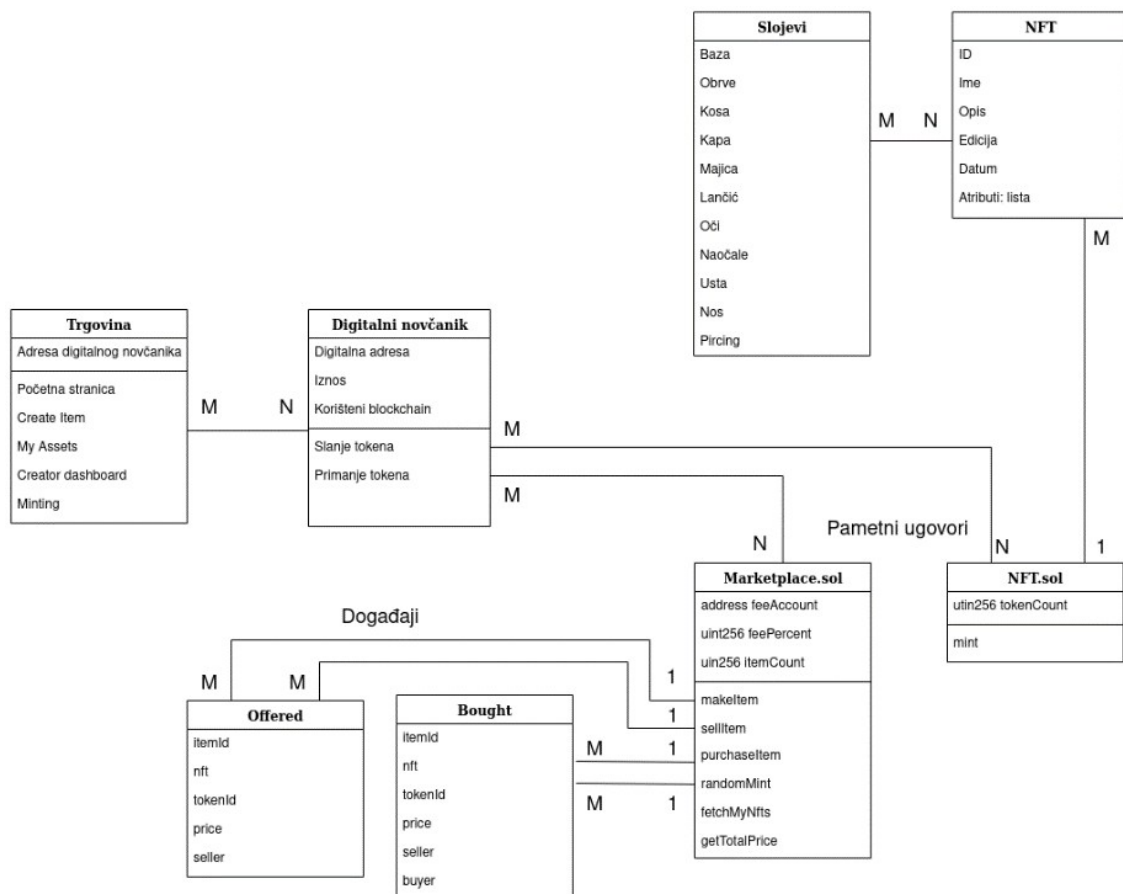 Slojevi
Baza
Obrve
Kosa
Kapa
Majica
Lančić
Oči
Naočale
Usta
Nos
Pircing
M
N
NFT
ID
Ime
Opis
Edicija
Datum
Atributi: lista
M
Trgovina
Adresa digitalnog novčanika
Početna stranica
Create Item
My Assets
Creator dashboard
Minting
M
N
Digitalni novčanik
Digitalna adresa
Iznos
Korišteni blockchain
Slanje tokena
Primanje tokena
M
M
Pametni ugovori
N
N
1
Marketplace.sol
address feeAccount
uint256 feePercent
uin256 itemCount
makeItem
sellItem
purchaseItem
randomMint
fetchMyNfts
getTotalPrice
NFT.sol
utin256 tokenCount
mint
Događaji
M
M
1
1
M
1
M
1
Offered
itemId
nft
tokenId
price
seller
Bought
itemId
nft
tokenId
price
seller
buyer